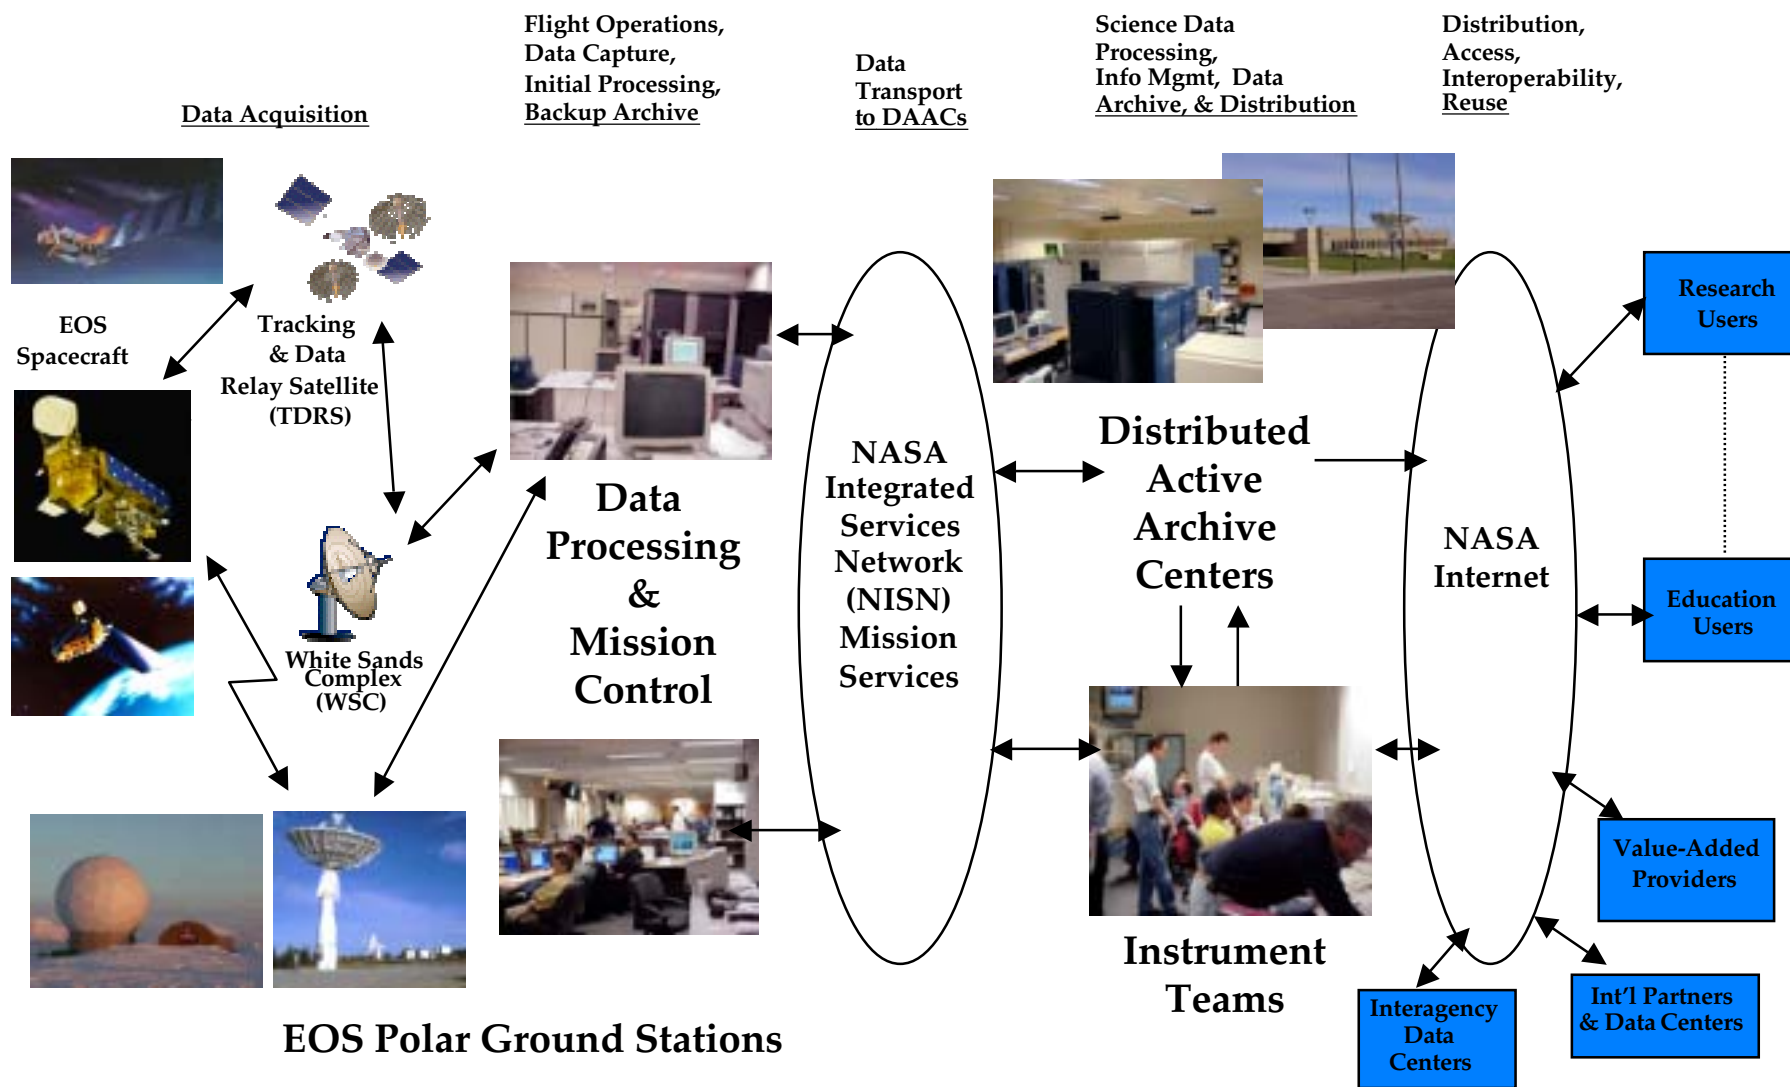 Data Acquisition
Flight Operations,
Data Capture,
Initial Processing,
Backup Archive
Data
Transport
to DAACs
Science Data
Processing,
Info Mgmt, Data
Archive, & Distribution
Distribution,
Access,
Interoperability,
Reuse
EOS
Spacecraft
Tracking
& Data
Relay Satellite
(TDRS)
White Sands
Complex
(WSC)
Data
Processing
&
Mission
Control
NASA
Integrated
Services
Network
(NISN)
Mission
Services
Distributed
Active
Archive
Centers
Instrument
Teams
NASA
Internet
Research
Users
Education
Users
Value-Added
Providers
Int'l Partners
& Data Centers
Interagency
Data
Centers
EOS Polar Ground Stations